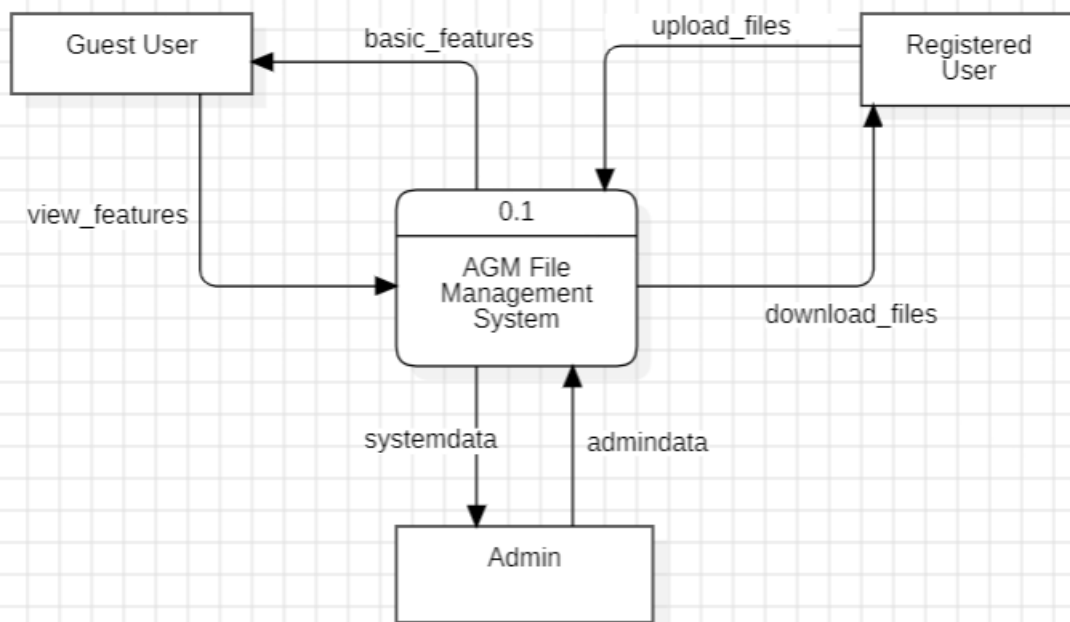 Guest User
basic_features
upload_files
Registered
User
view_features
0.1
AGM File
Management
System
download_files
systemdata
admindata
Admin